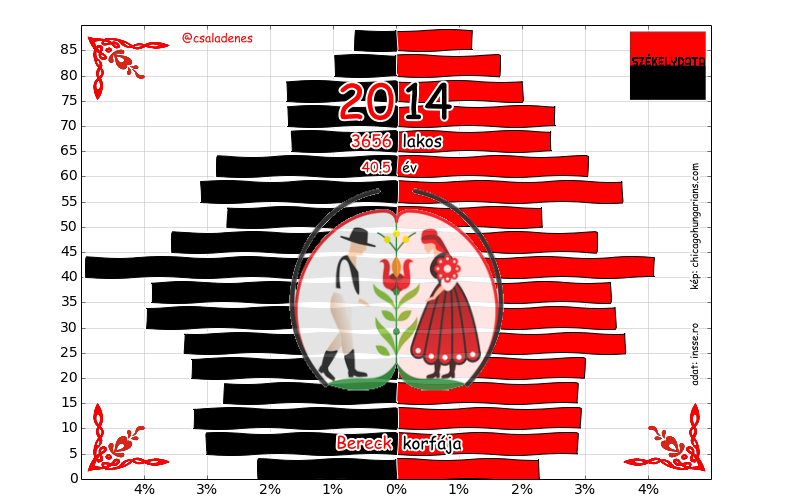 @csaladenes
SZÉKELYDATA
2014
3656 lakos
40.5 év
kép: chicagohungarians.com
adat: insse.ro
Bereck korfája
85
80
75
70
65
60
55
50
45
40
35
30
25
20
15
10
5
0
4% 3% 2% 1% 0% 1% 2% 3% 4%